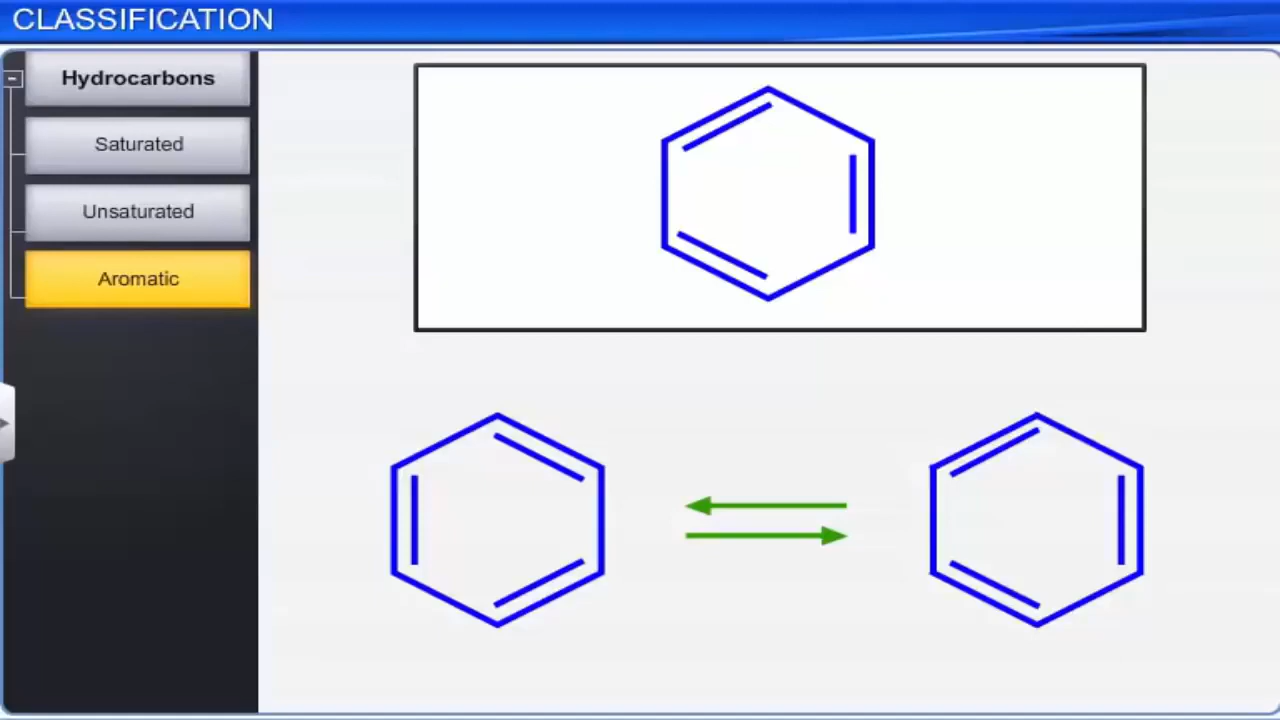 CLASSIFICATION
Hydrocarbons
Saturated
Unsaturated
Aromatic